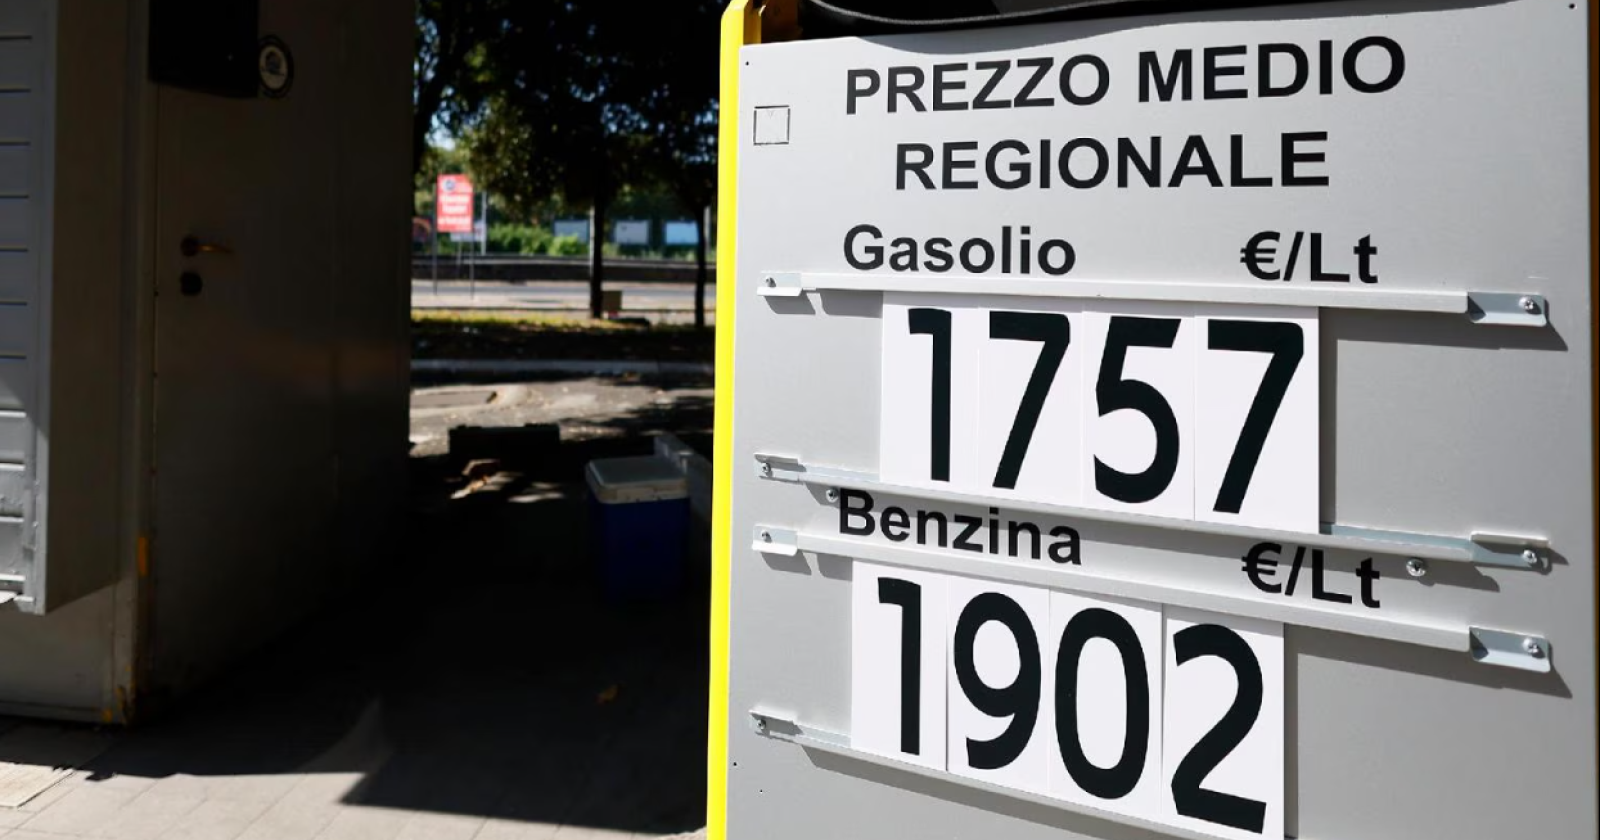 PREZZO MEDIO
REGIONALE
Gasolio €/Lt
1757
Benzina €/Lt
1902